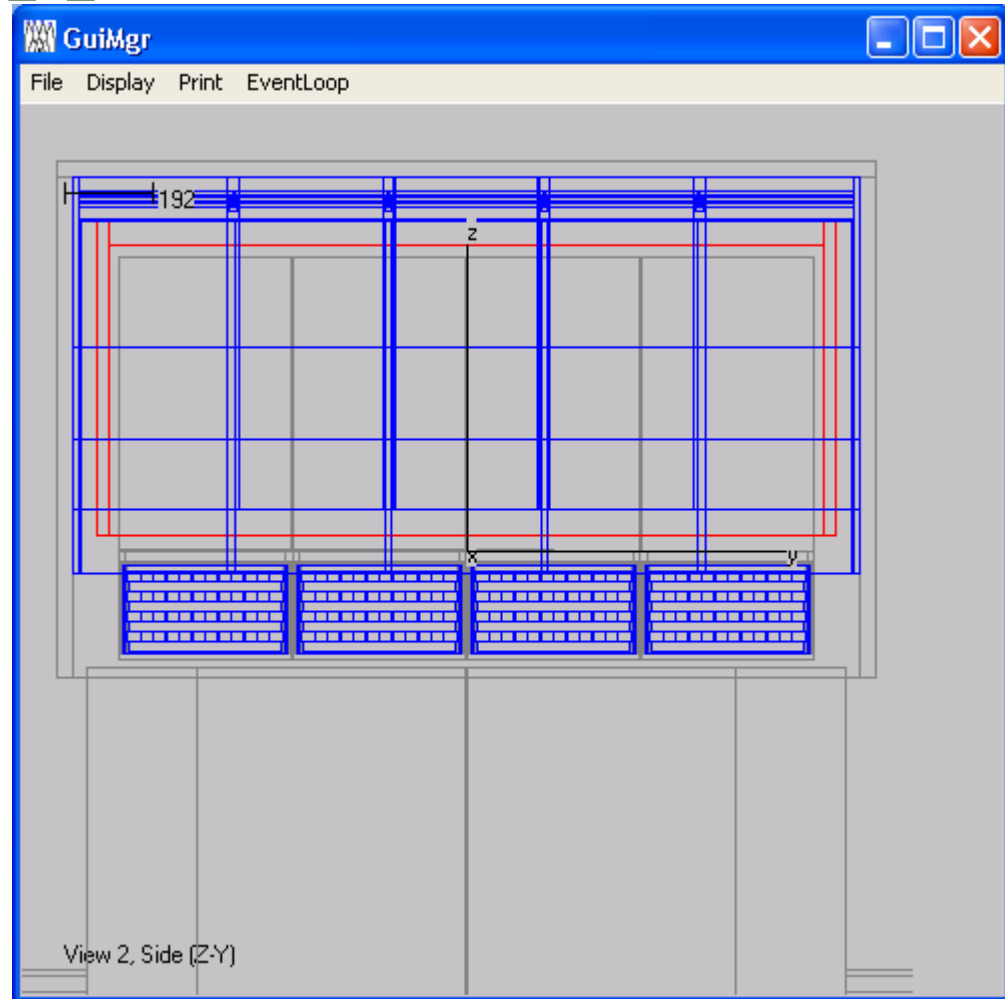 GuiMgr
File Display Print EventLoop
192
z
x y
View 2, Side (Z-Y)